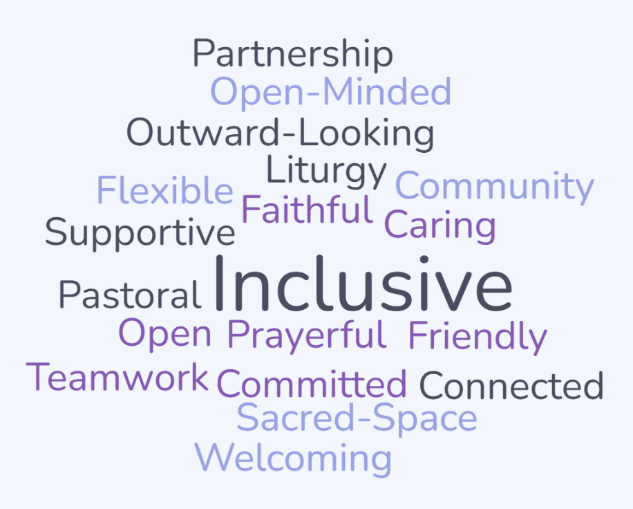 Partnership
Open-Minded
Outward-Looking
Liturgy
Flexible
Community
Faithful
Caring
Supportive
Pastoral
Inclusive
Open
Prayerful
Friendly
Teamwork
Committed
Connected
Sacred-Space
Welcoming